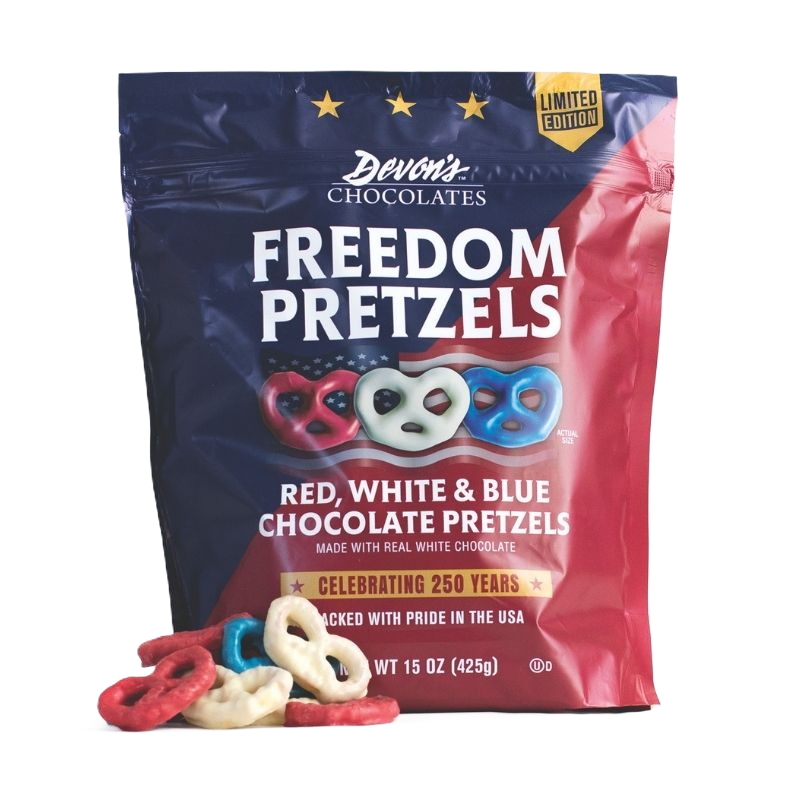 LIMITED
EDITION
Devon's™
CHOCOLATES
FREEDOM
PRETZELS
ACTUAL
SIZE
RED, WHITE & BLUE
CHOCOLATE PRETZELS
MADE WITH REAL WHITE CHOCOLATE
CELEBRATING 250 YEARS
ACKED WITH PRIDE IN THE USA
WT 15 OZ (425g) U D